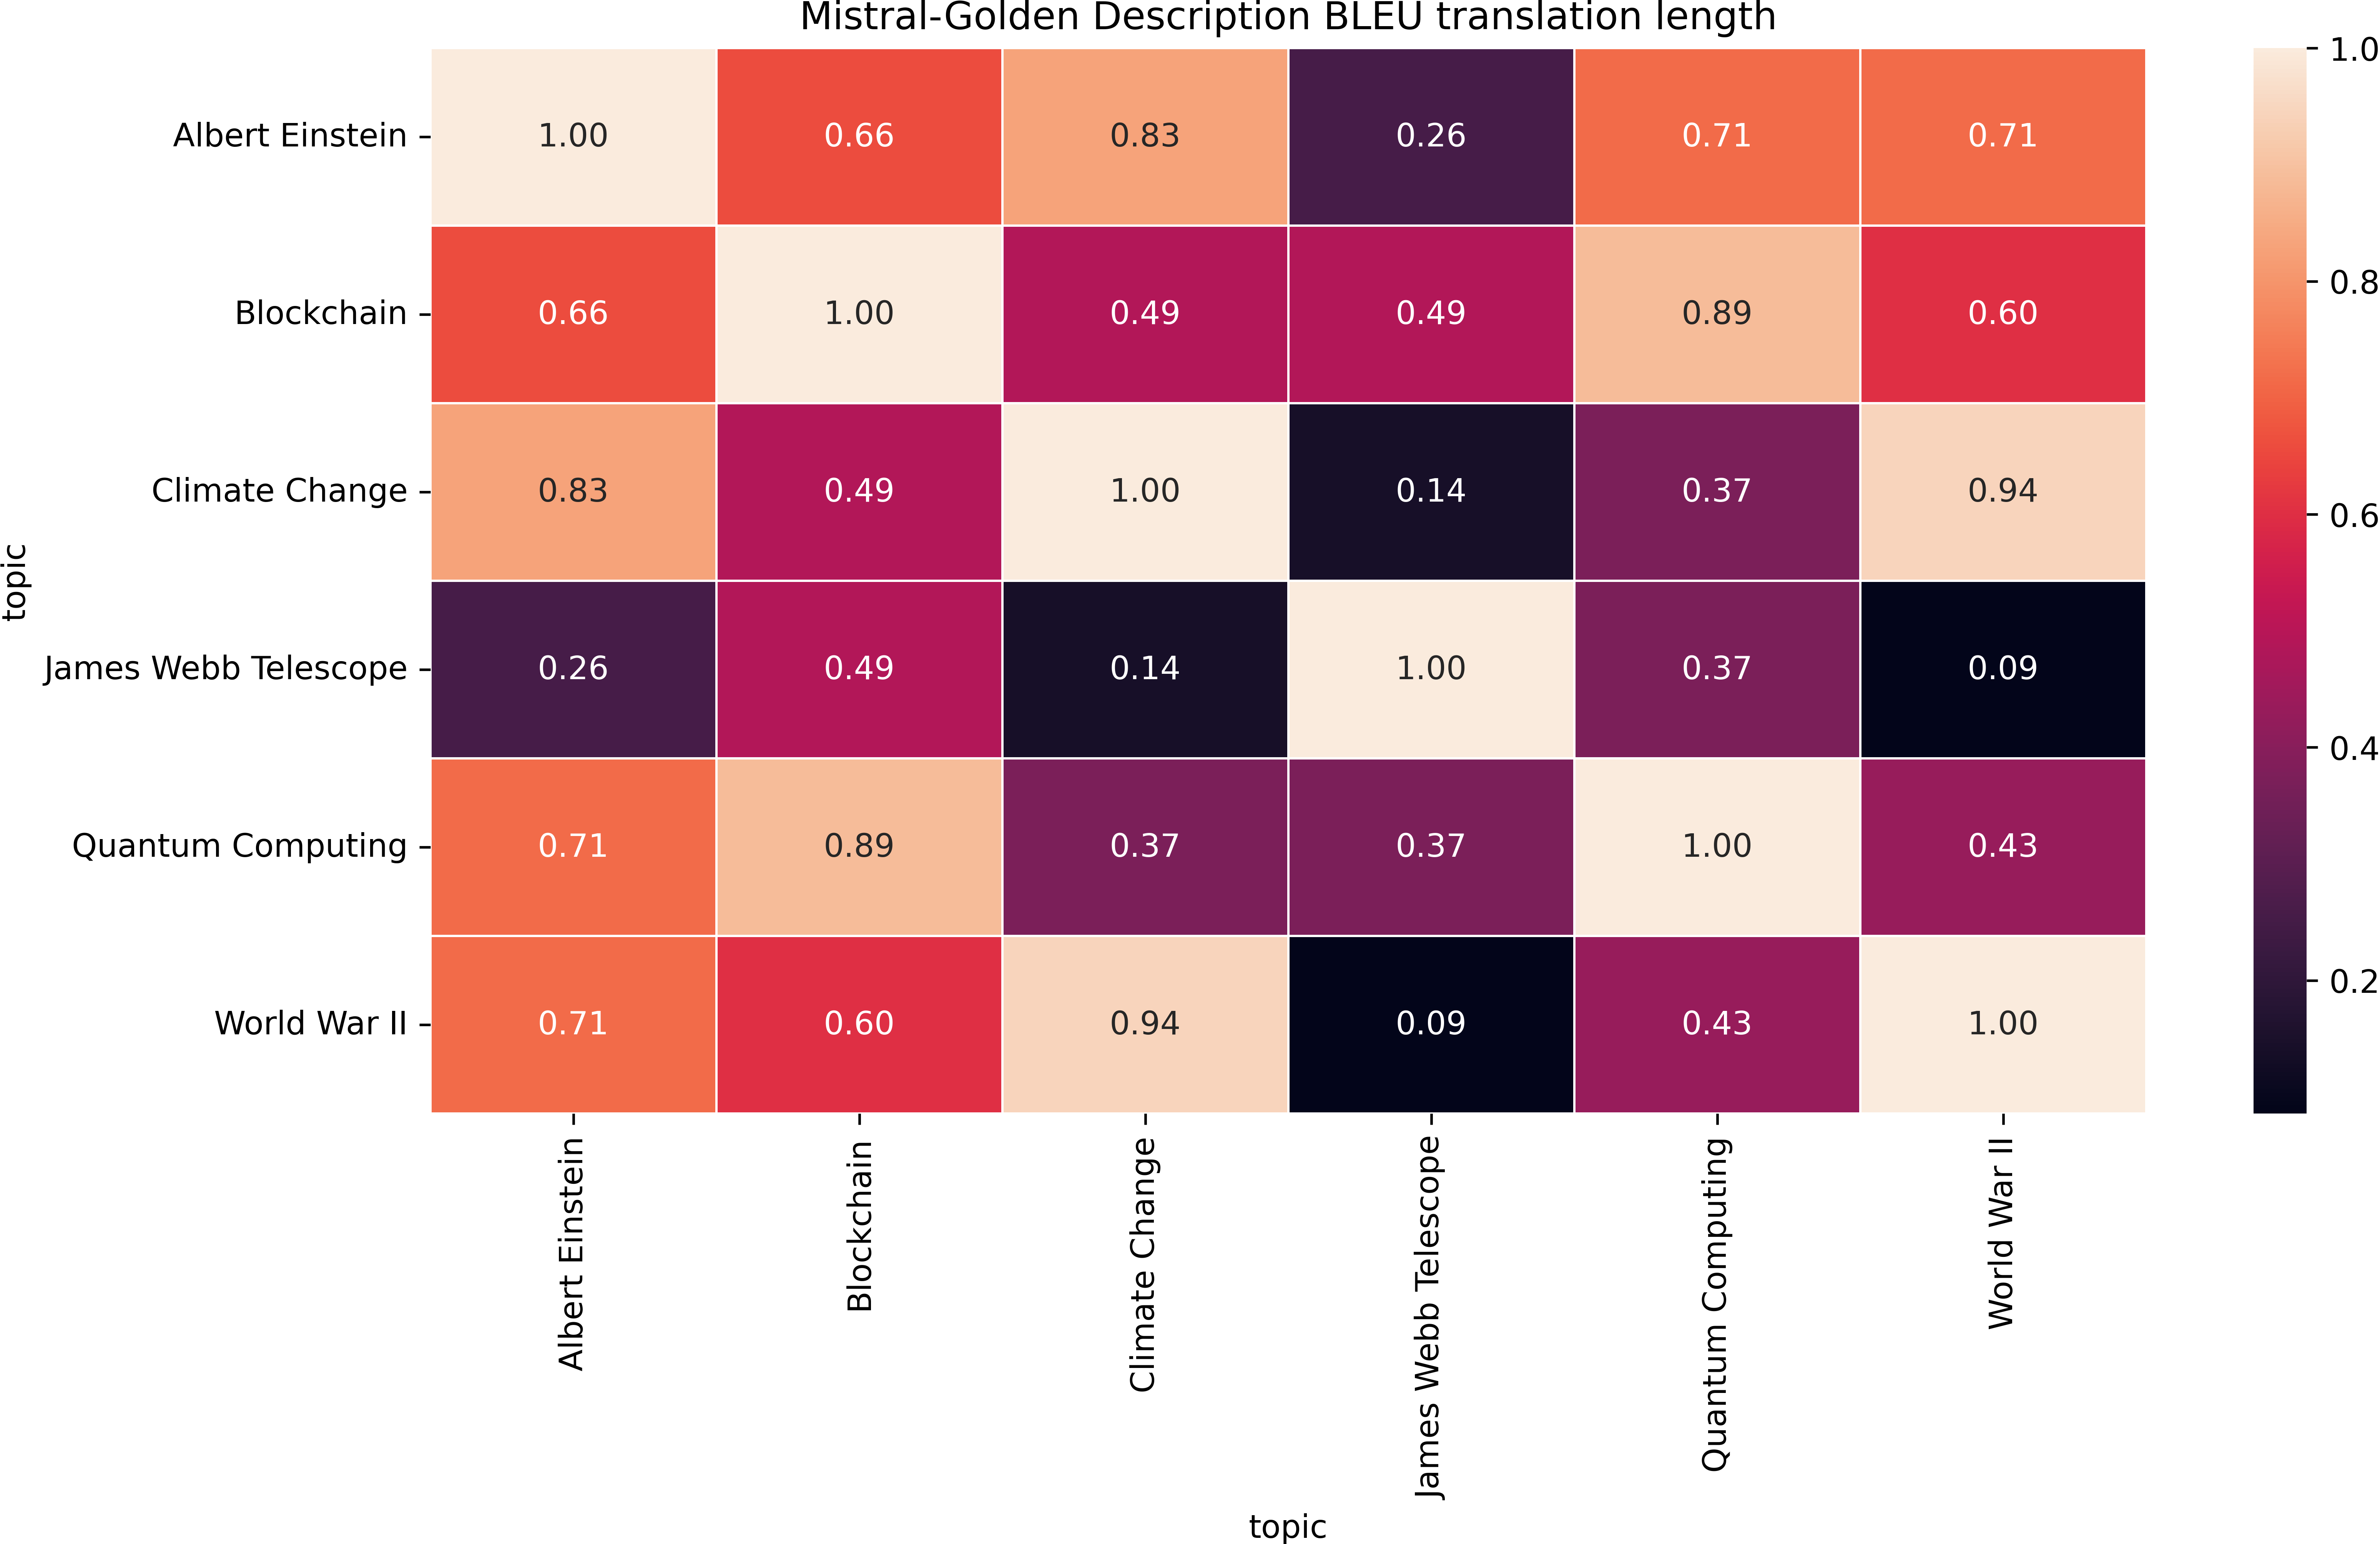 Mistral-Golden Description BLEU translation length
Albert Einstein 1.00 0.66 0.83 0.26 0.71 0.71
Blockchain 0.66 1.00 0.49 0.49 0.89 0.60
Climate Change 0.83 0.49 1.00 0.14 0.37 0.94
James Webb Telescope 0.26 0.49 0.14 1.00 0.37 0.09
Quantum Computing 0.71 0.89 0.37 0.37 1.00 0.43
World War II 0.71 0.60 0.94 0.09 0.43 1.00
topic
Albert Einstein
Blockchain
Climate Change
James Webb Telescope
Quantum Computing
World War II
topic
1.0
0.8
0.6
0.4
0.2